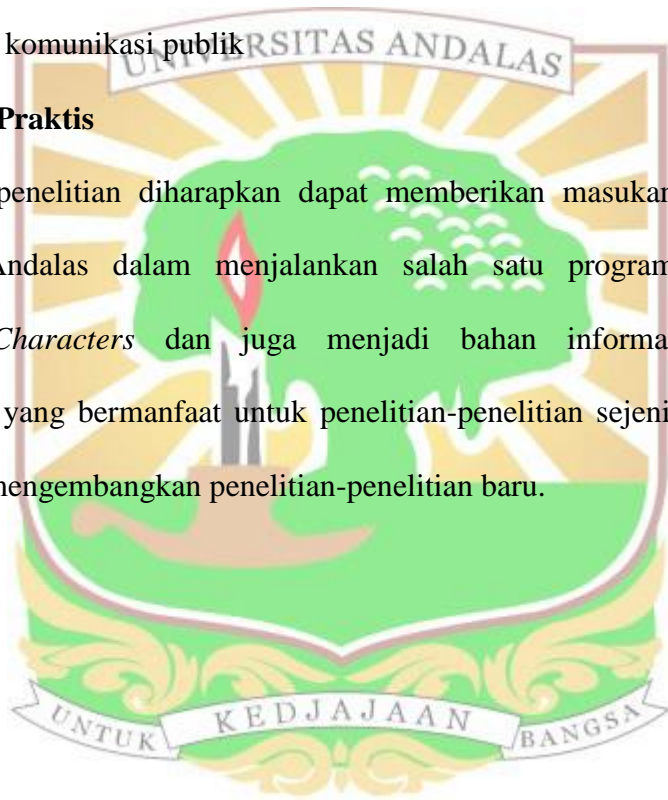 komunikasi publik
UNIVERSITAS ANDALAS
Praktis
penelitian diharapkan dapat memberikan masukan
Andalas dalam menjalankan salah satu program
Characters dan juga menjadi bahan informa
yang bermanfaat untuk penelitian-penelitian sejeni
mengembangkan penelitian-penelitian baru.
UNTUK KEDJAJAAN BANGSA